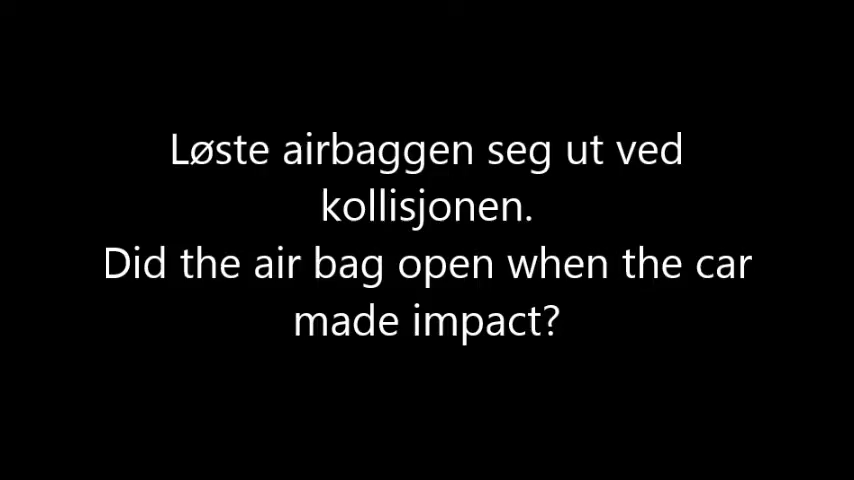 Løste airbaggen seg ut ved
kollisjonen.
Did the air bag open when the car
made impact?